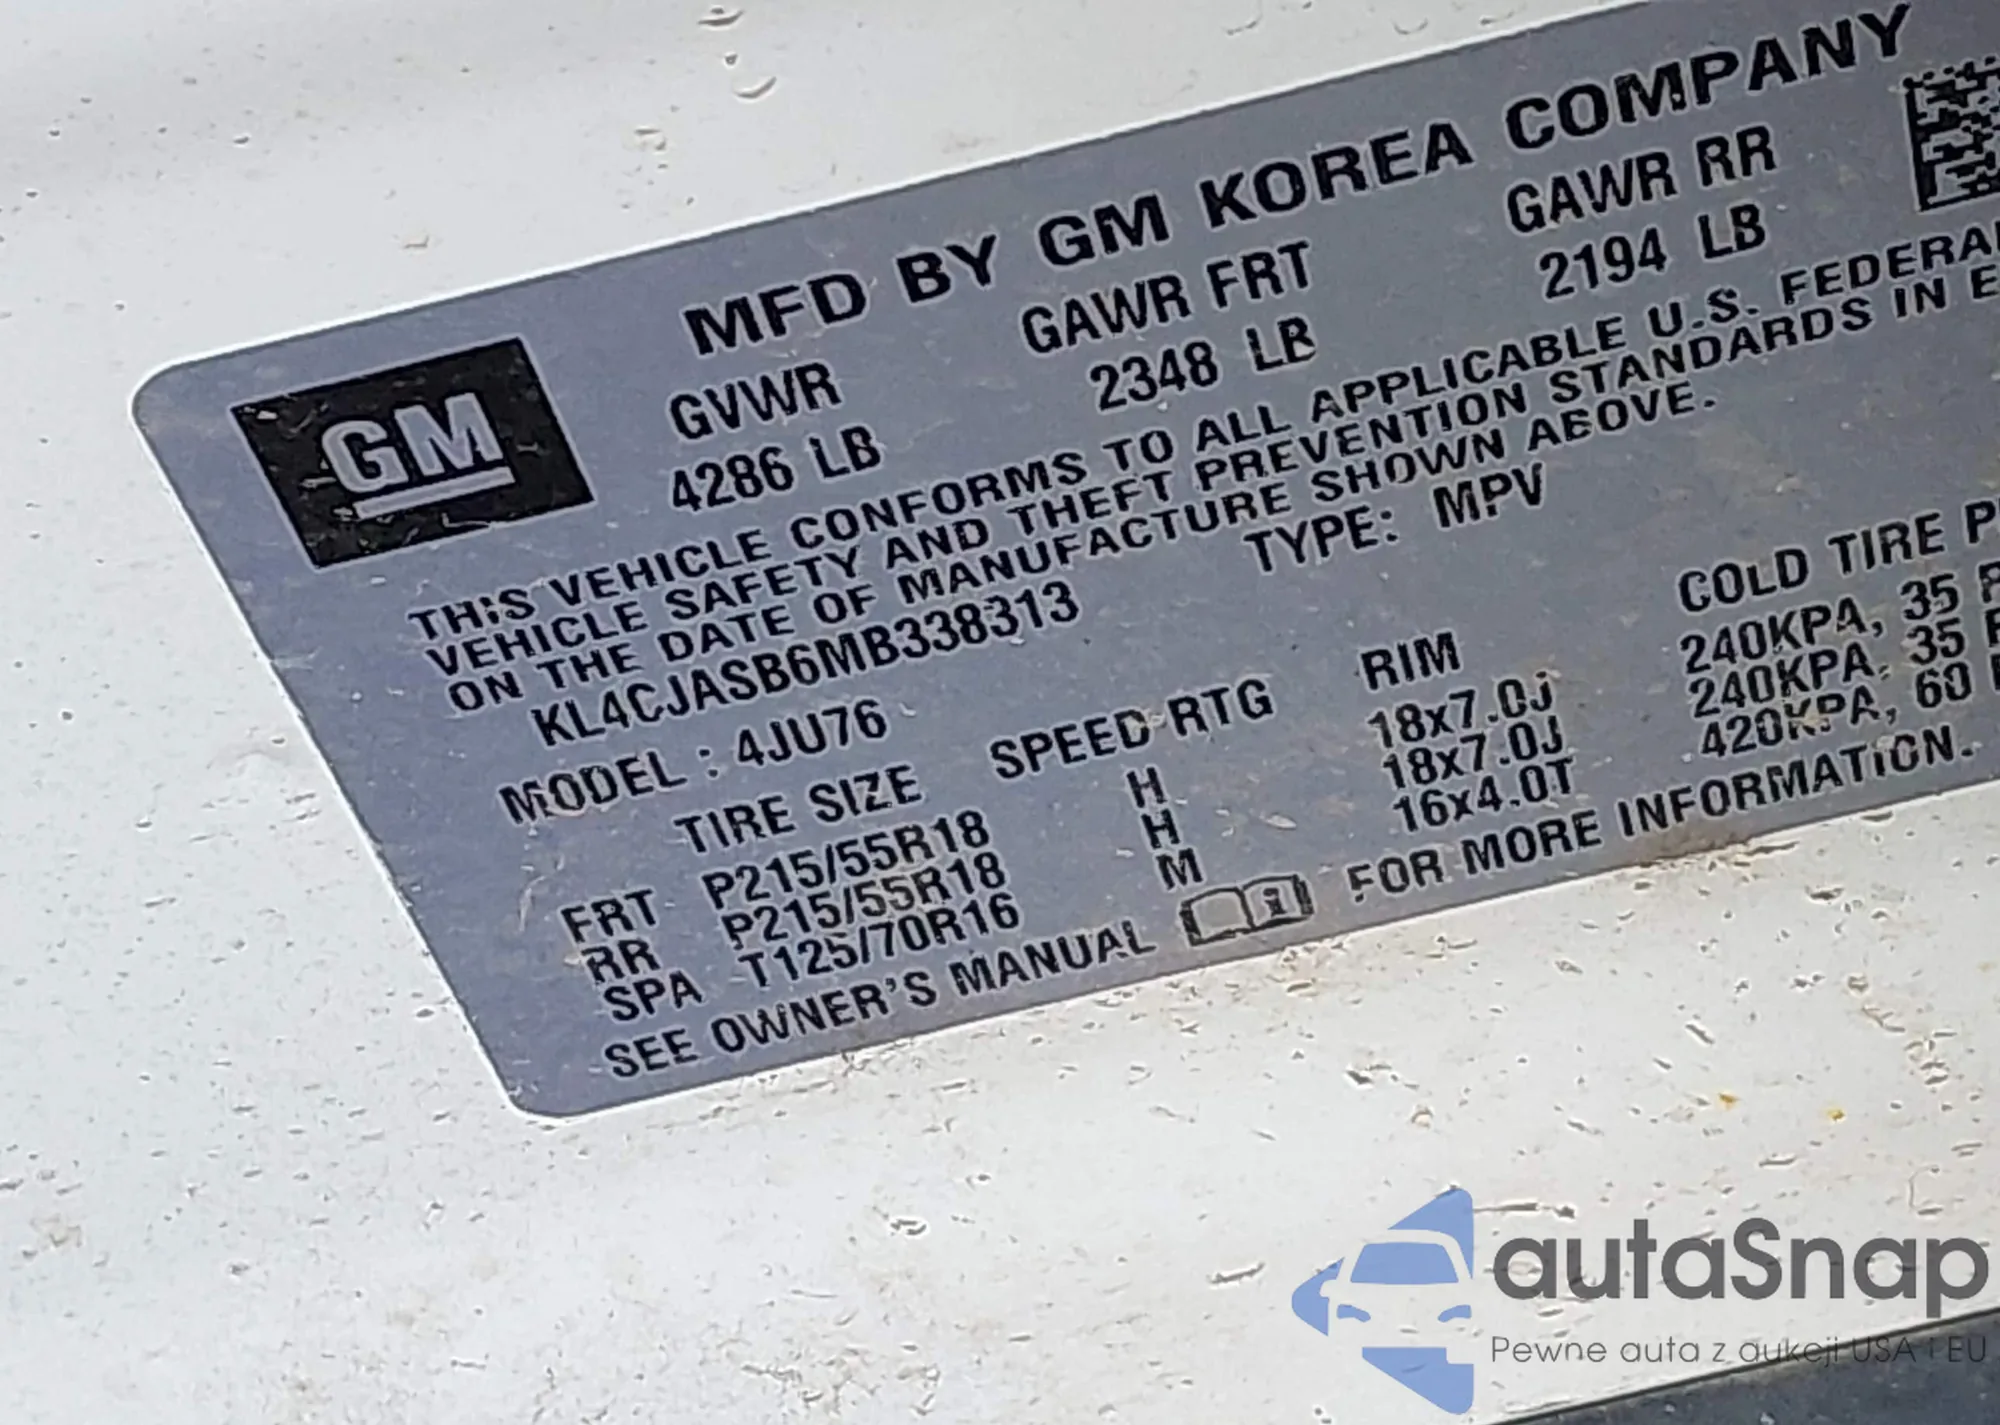 MFD BY GM KOREA COMPANY
GM
GVWR GAWR FRT GAWR RR
4286 LB 2348 LB 2194 LB
THIS VEHICLE CONFORMS TO ALL APPLICABLE U.S. FEDERAL
VEHICLE SAFETY AND THEFT PREVENTION STANDARDS IN E
ON THE DATE OF MANUFACTURE SHOWN ABOVE.
KL4CJASB6MB338313 TYPE: MPV
MODEL : 4JU76
TIRE SIZE SPEED RTG RIM COLD TIRE P
FRT P215/55R18 H 18x7.0J 240KPA, 35 P
RR P215/55R18 H 18x7.0J 240KPA, 35 P
SPA T125/70R16 M 16x4.0T 420KPA, 60
SEE OWNER'S MANUAL FOR MORE INFORMATION.
autaSnap
Pewne auta z aukcji USA i EU